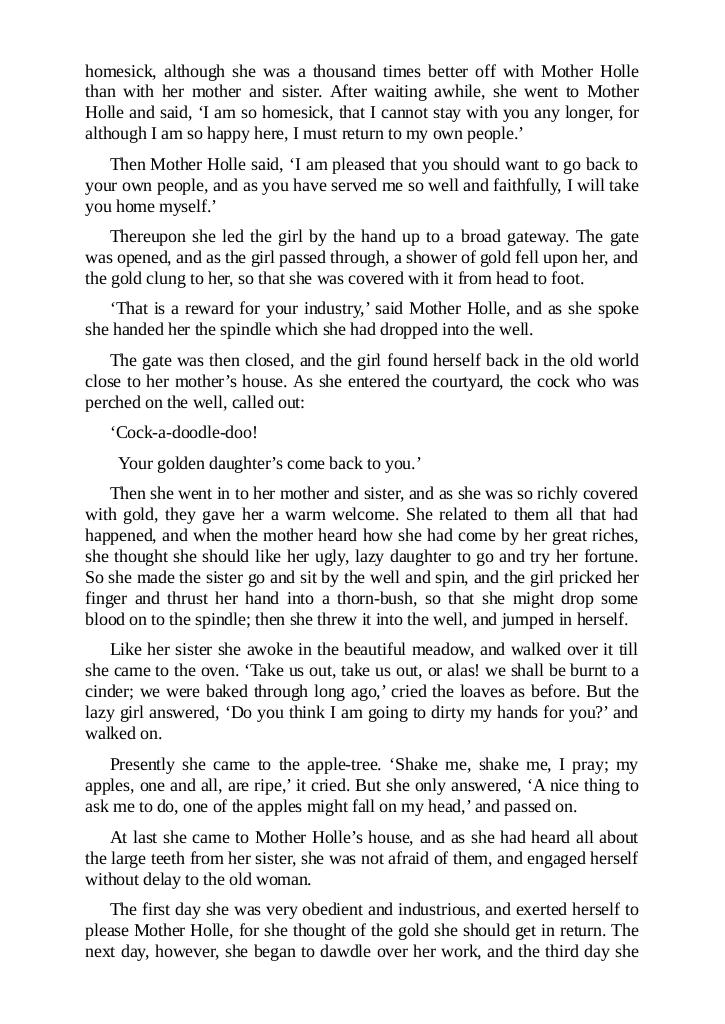 homesick, although she was a thousand times better off with Mother Holle
than with her mother and sister. After waiting awhile, she went to Mother
Holle and said, ‘I am so homesick, that I cannot stay with you any longer, for
although I am so happy here, I must return to my own people.’
Then Mother Holle said, ‘I am pleased that you should want to go back to
your own people, and as you have served me so well and faithfully, I will take
you home myself.’
Thereupon she led the girl by the hand up to a broad gateway. The gate
was opened, and as the girl passed through, a shower of gold fell upon her, and
the gold clung to her, so that she was covered with it from head to foot.
‘That is a reward for your industry,’ said Mother Holle, and as she spoke
she handed her the spindle which she had dropped into the well.
The gate was then closed, and the girl found herself back in the old world
close to her mother’s house. As she entered the courtyard, the cock who was
perched on the well, called out:
‘Cock-a-doodle-doo!
Your golden daughter’s come back to you.’
Then she went in to her mother and sister, and as she was so richly covered
with gold, they gave her a warm welcome. She related to them all that had
happened, and when the mother heard how she had come by her great riches,
she thought she should like her ugly, lazy daughter to go and try her fortune.
So she made the sister go and sit by the well and spin, and the girl pricked her
finger and thrust her hand into a thorn-bush, so that she might drop some
blood on to the spindle; then she threw it into the well, and jumped in herself.
Like her sister she awoke in the beautiful meadow, and walked over it till
she came to the oven. ‘Take us out, take us out, or alas! we shall be burnt to a
cinder; we were baked through long ago,’ cried the loaves as before. But the
lazy girl answered, ‘Do you think I am going to dirty my hands for you?’ and
walked on.
Presently she came to the apple-tree. ‘Shake me, shake me, I pray; my
apples, one and all, are ripe,’ it cried. But she only answered, ‘A nice thing to
ask me to do, one of the apples might fall on my head,’ and passed on.
At last she came to Mother Holle’s house, and as she had heard all about
the large teeth from her sister, she was not afraid of them, and engaged herself
without delay to the old woman.
The first day she was very obedient and industrious, and exerted herself to
please Mother Holle, for she thought of the gold she should get in return. The
next day, however, she began to dawdle over her work, and the third day she